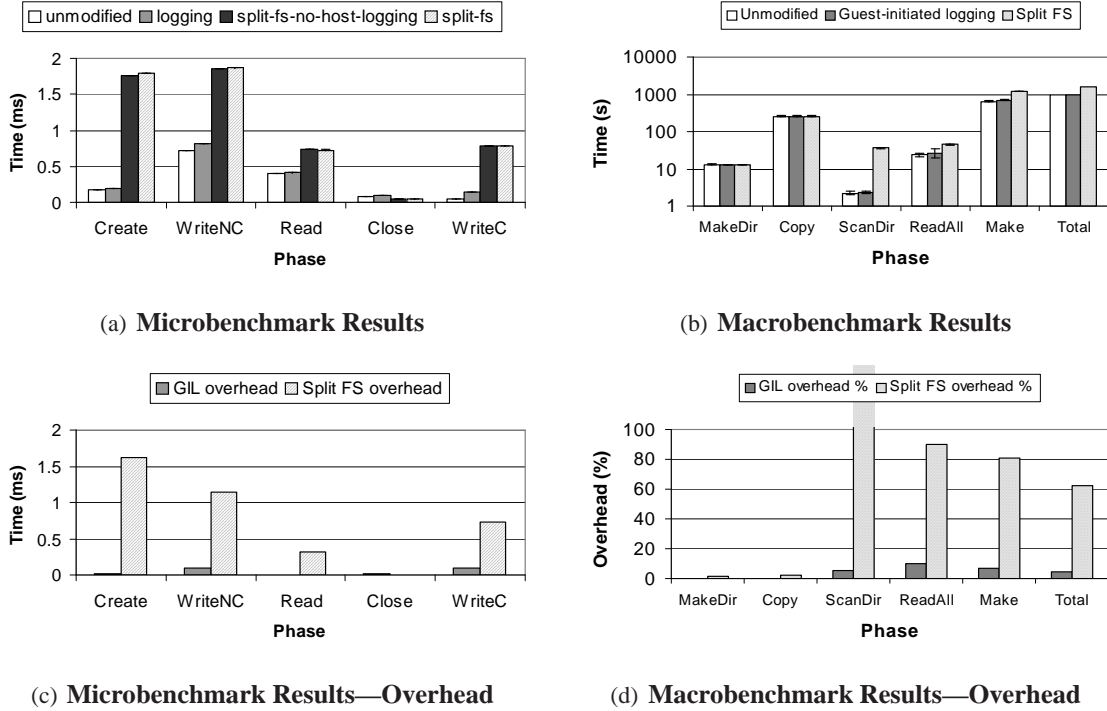 unmodified logging split-fs-no-host-logging split-fs
2
1.5
1
0.5
0
Time (ms)
Create WriteNC Read Close WriteC
Phase
(a) Microbenchmark Results
Unmodified Guest-initiated logging Split FS
10000
1000
100
10
1
Time (s)
MakeDir Copy ScanDir ReadAll Make Total
Phase
(b) Macrobenchmark Results
GIL overhead Split FS overhead
2
1.5
1
0.5
0
Time (ms)
Create WriteNC Read Close WriteC
Phase
(c) Microbenchmark Results—Overhead
GIL overhead % Split FS overhead %
100
80
60
40
20
0
Overhead (%)
MakeDir Copy ScanDir ReadAll Make Total
Phase
(d) Macrobenchmark Results—Overhead